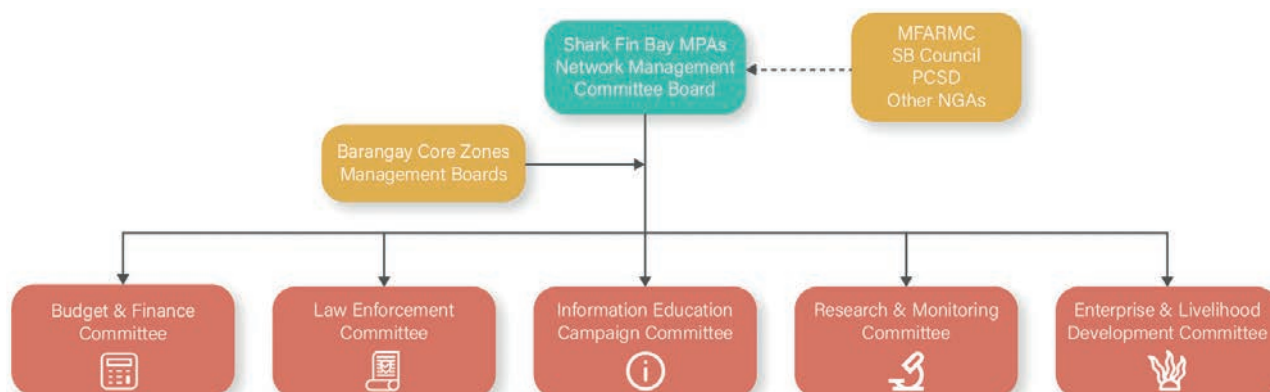 Shark Fin Bay MPAs
Network Management
Committee Board
MFARMC
SB Council
PCSD
Other NGAs
Barangay Core Zones
Management Boards
Budget & Finance
Committee
Law Enforcement
Committee
Information Education
Campaign Committee
Research & Monitoring
Committee
Enterprise & Livelihood
Development Committee